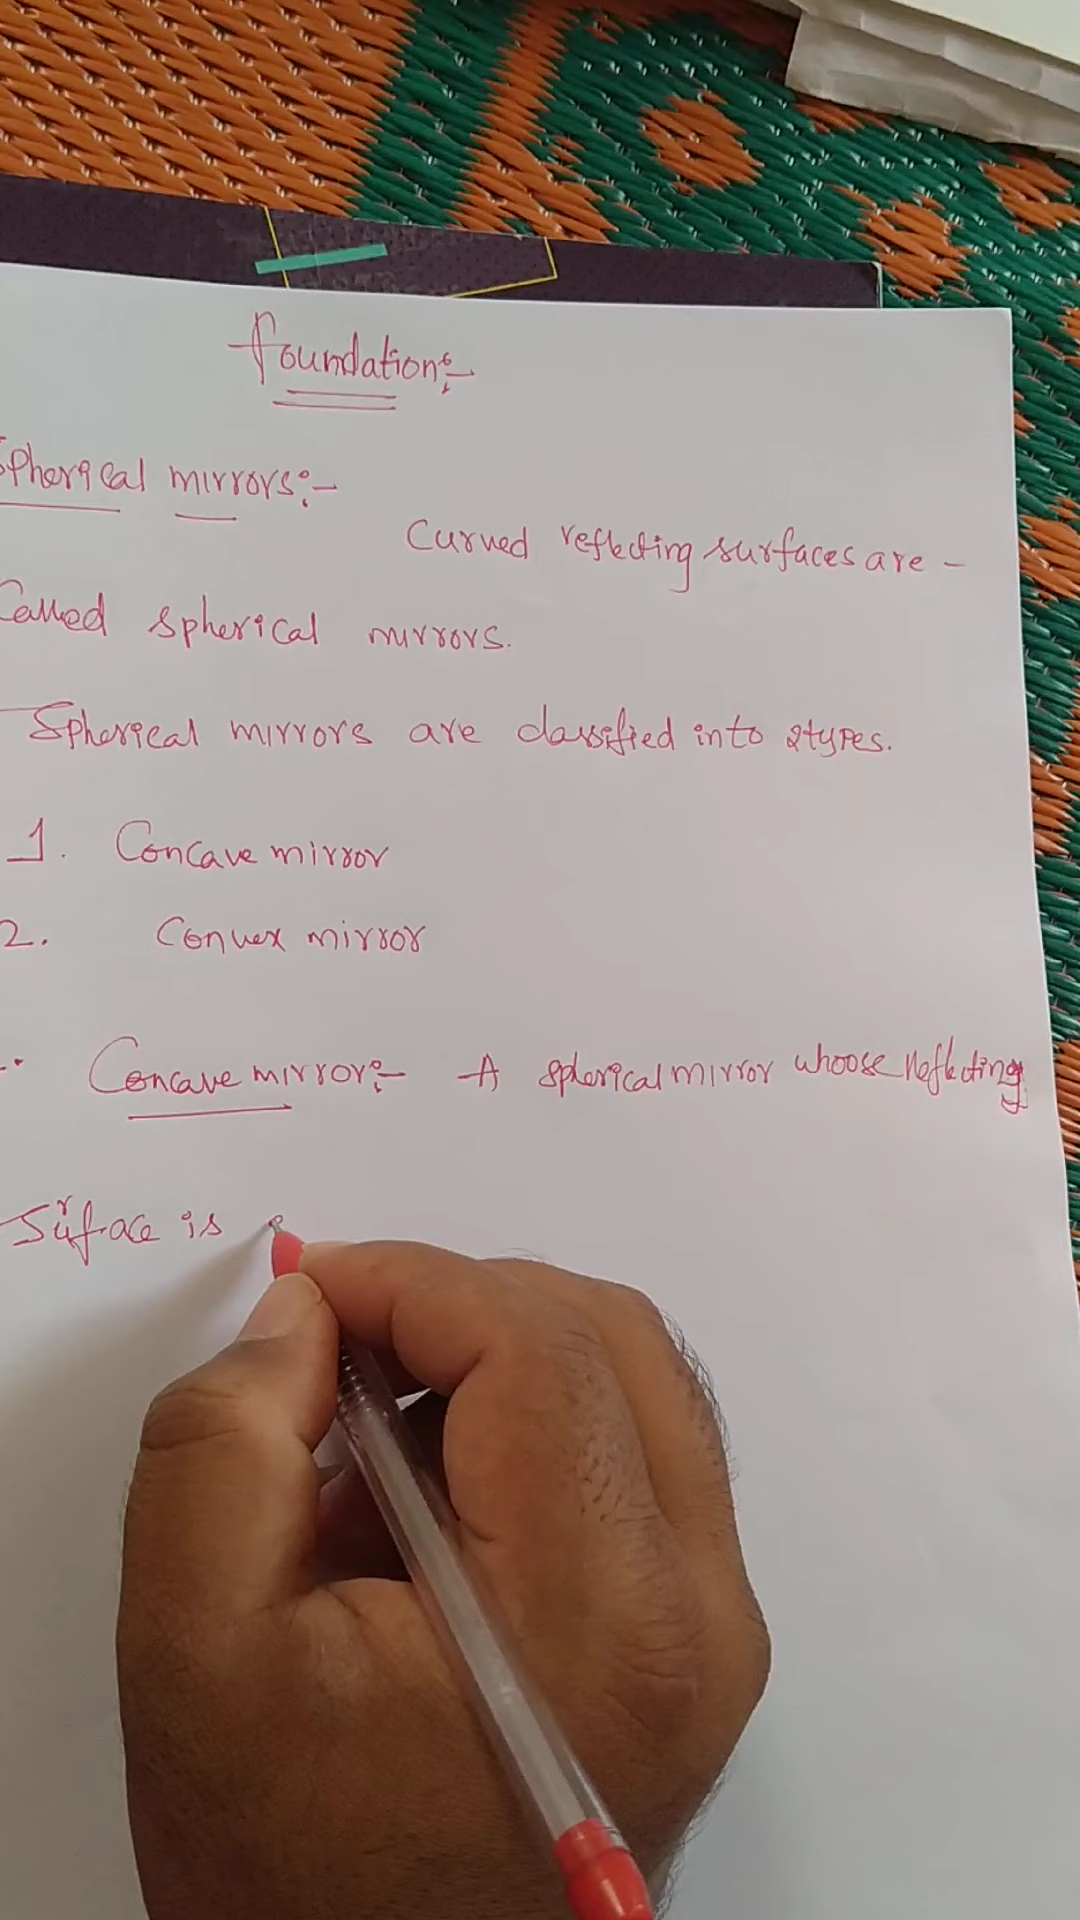 foundation:-
Spherical mirrors:-
Curved reflecting surfaces are -
Called spherical mirrors.
Spherical mirrors are classified into 2types.
1. Concave mirror
2. Convex mirror
Concave mirror:- A spherical mirror whoose reflecting
Surface is